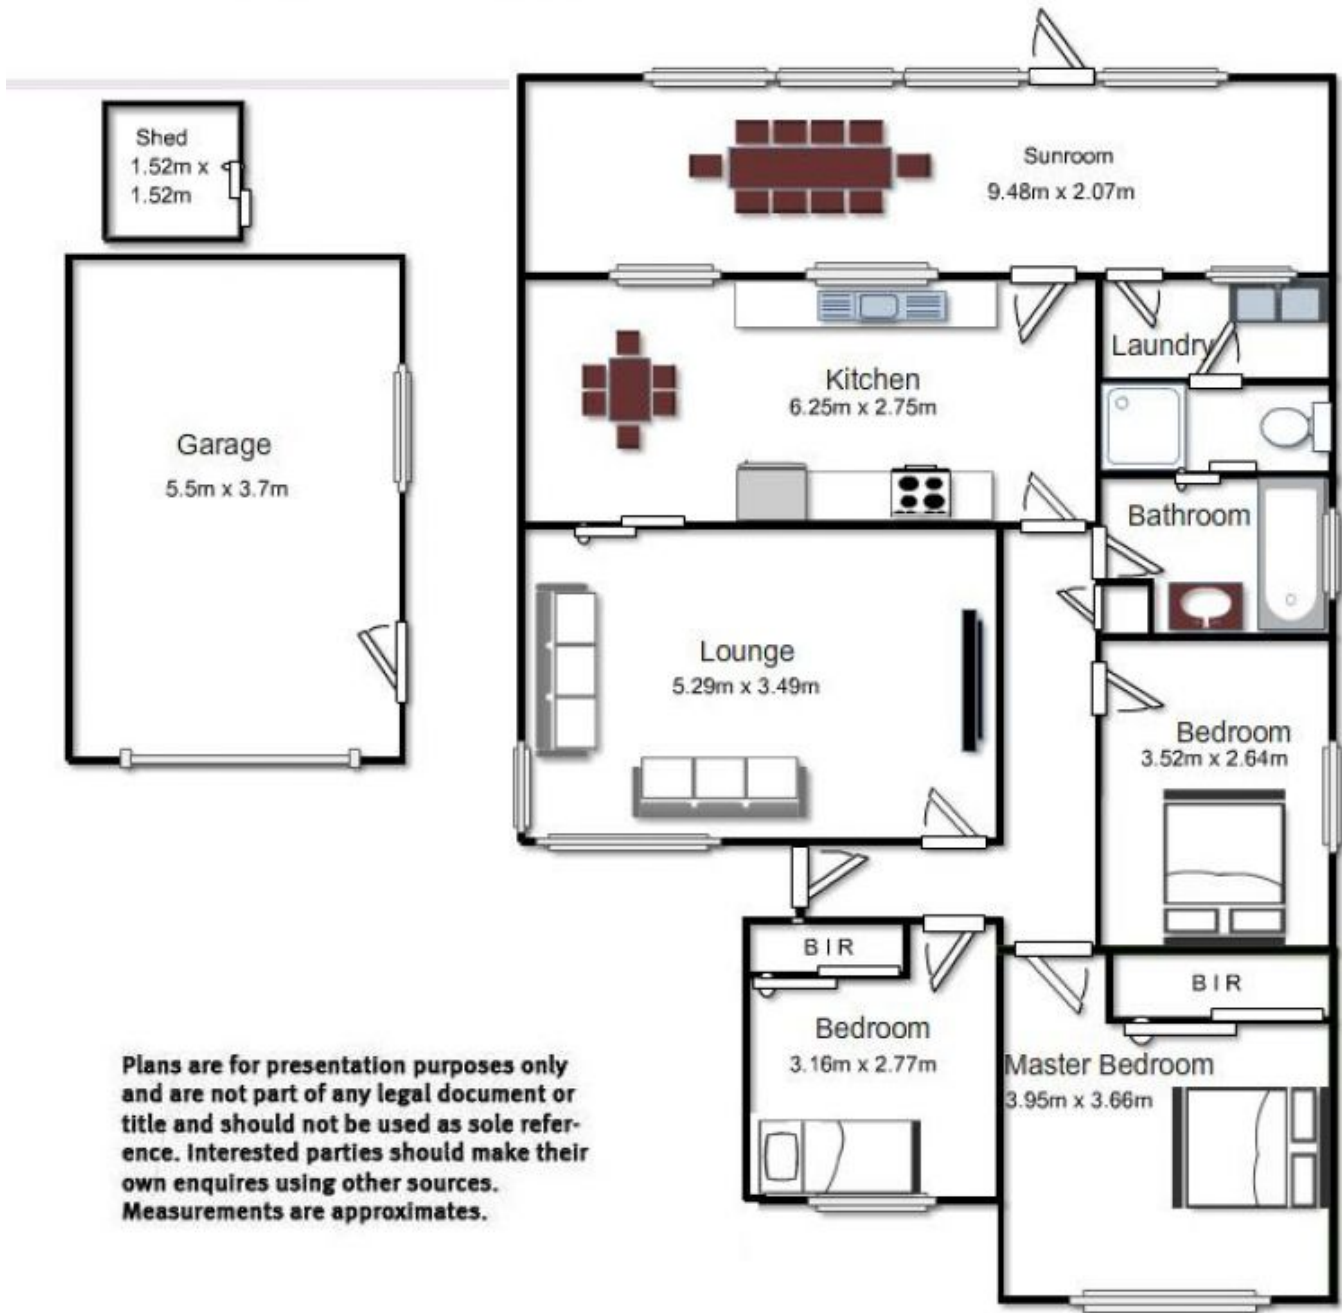 Shed
1.52m x
1.52m
Sunroom
9.48m x 2.07m
Laundry
Kitchen
6.25m x 2.75m
Garage
5.5m x 3.7m
Bathroom
Lounge
5.29m x 3.49m
Bedroom
3.52m x 2.64m
BIR
BIR
Bedroom
3.16m x 2.77m
Master Bedroom
3.95m x 3.66m
Plans are for presentation purposes only
and are not part of any legal document or
title and should not be used as sole refer-
ence. Interested parties should make their
own enquires using other sources.
Measurements are approximates.